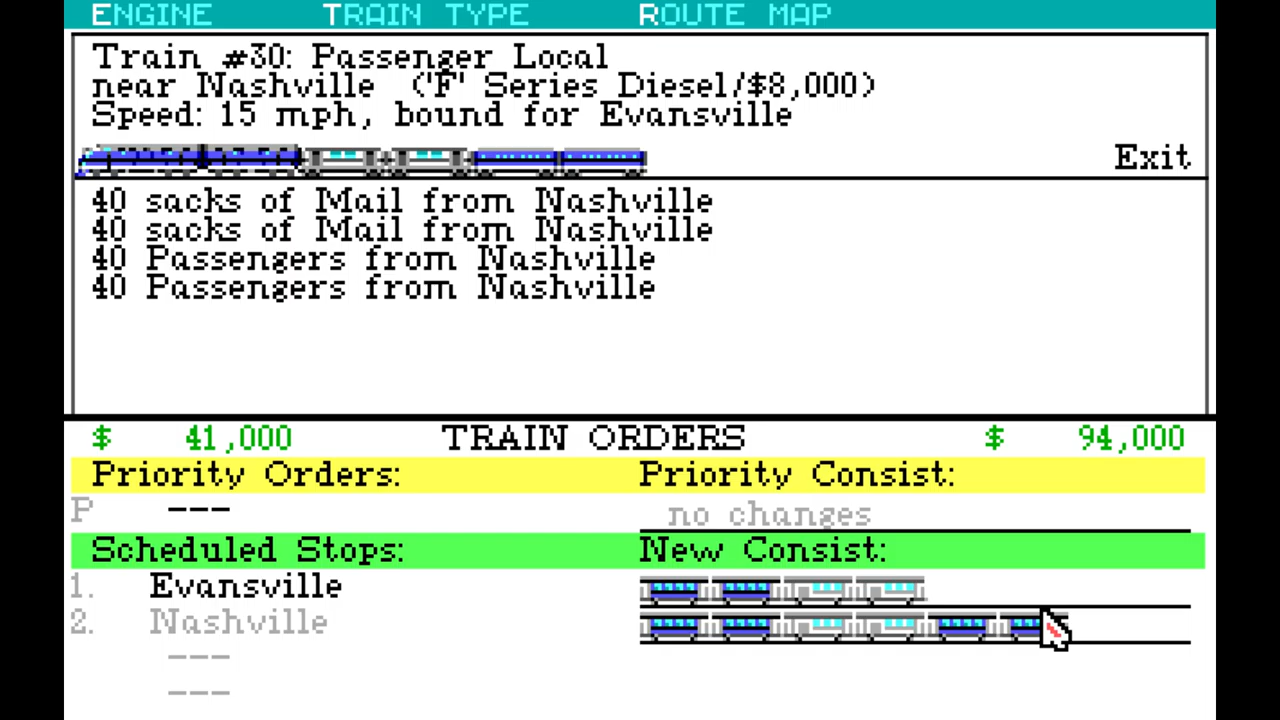 ENGINE TRAIN TYPE ROUTE MAP
Train #30: Passenger Local
near Nashville ('F' Series Diesel/$8,000)
Speed: 15 mph, bound for Evansville
Exit
40 sacks of Mail from Nashville
40 sacks of Mail from Nashville
40 Passengers from Nashville
40 Passengers from Nashville
$ 41,000 TRAIN ORDERS $ 94,000
Priority Orders: Priority Consist:
P --- no changes
Scheduled Stops: New Consist:
1. Evansville
2. Nashville
---
---